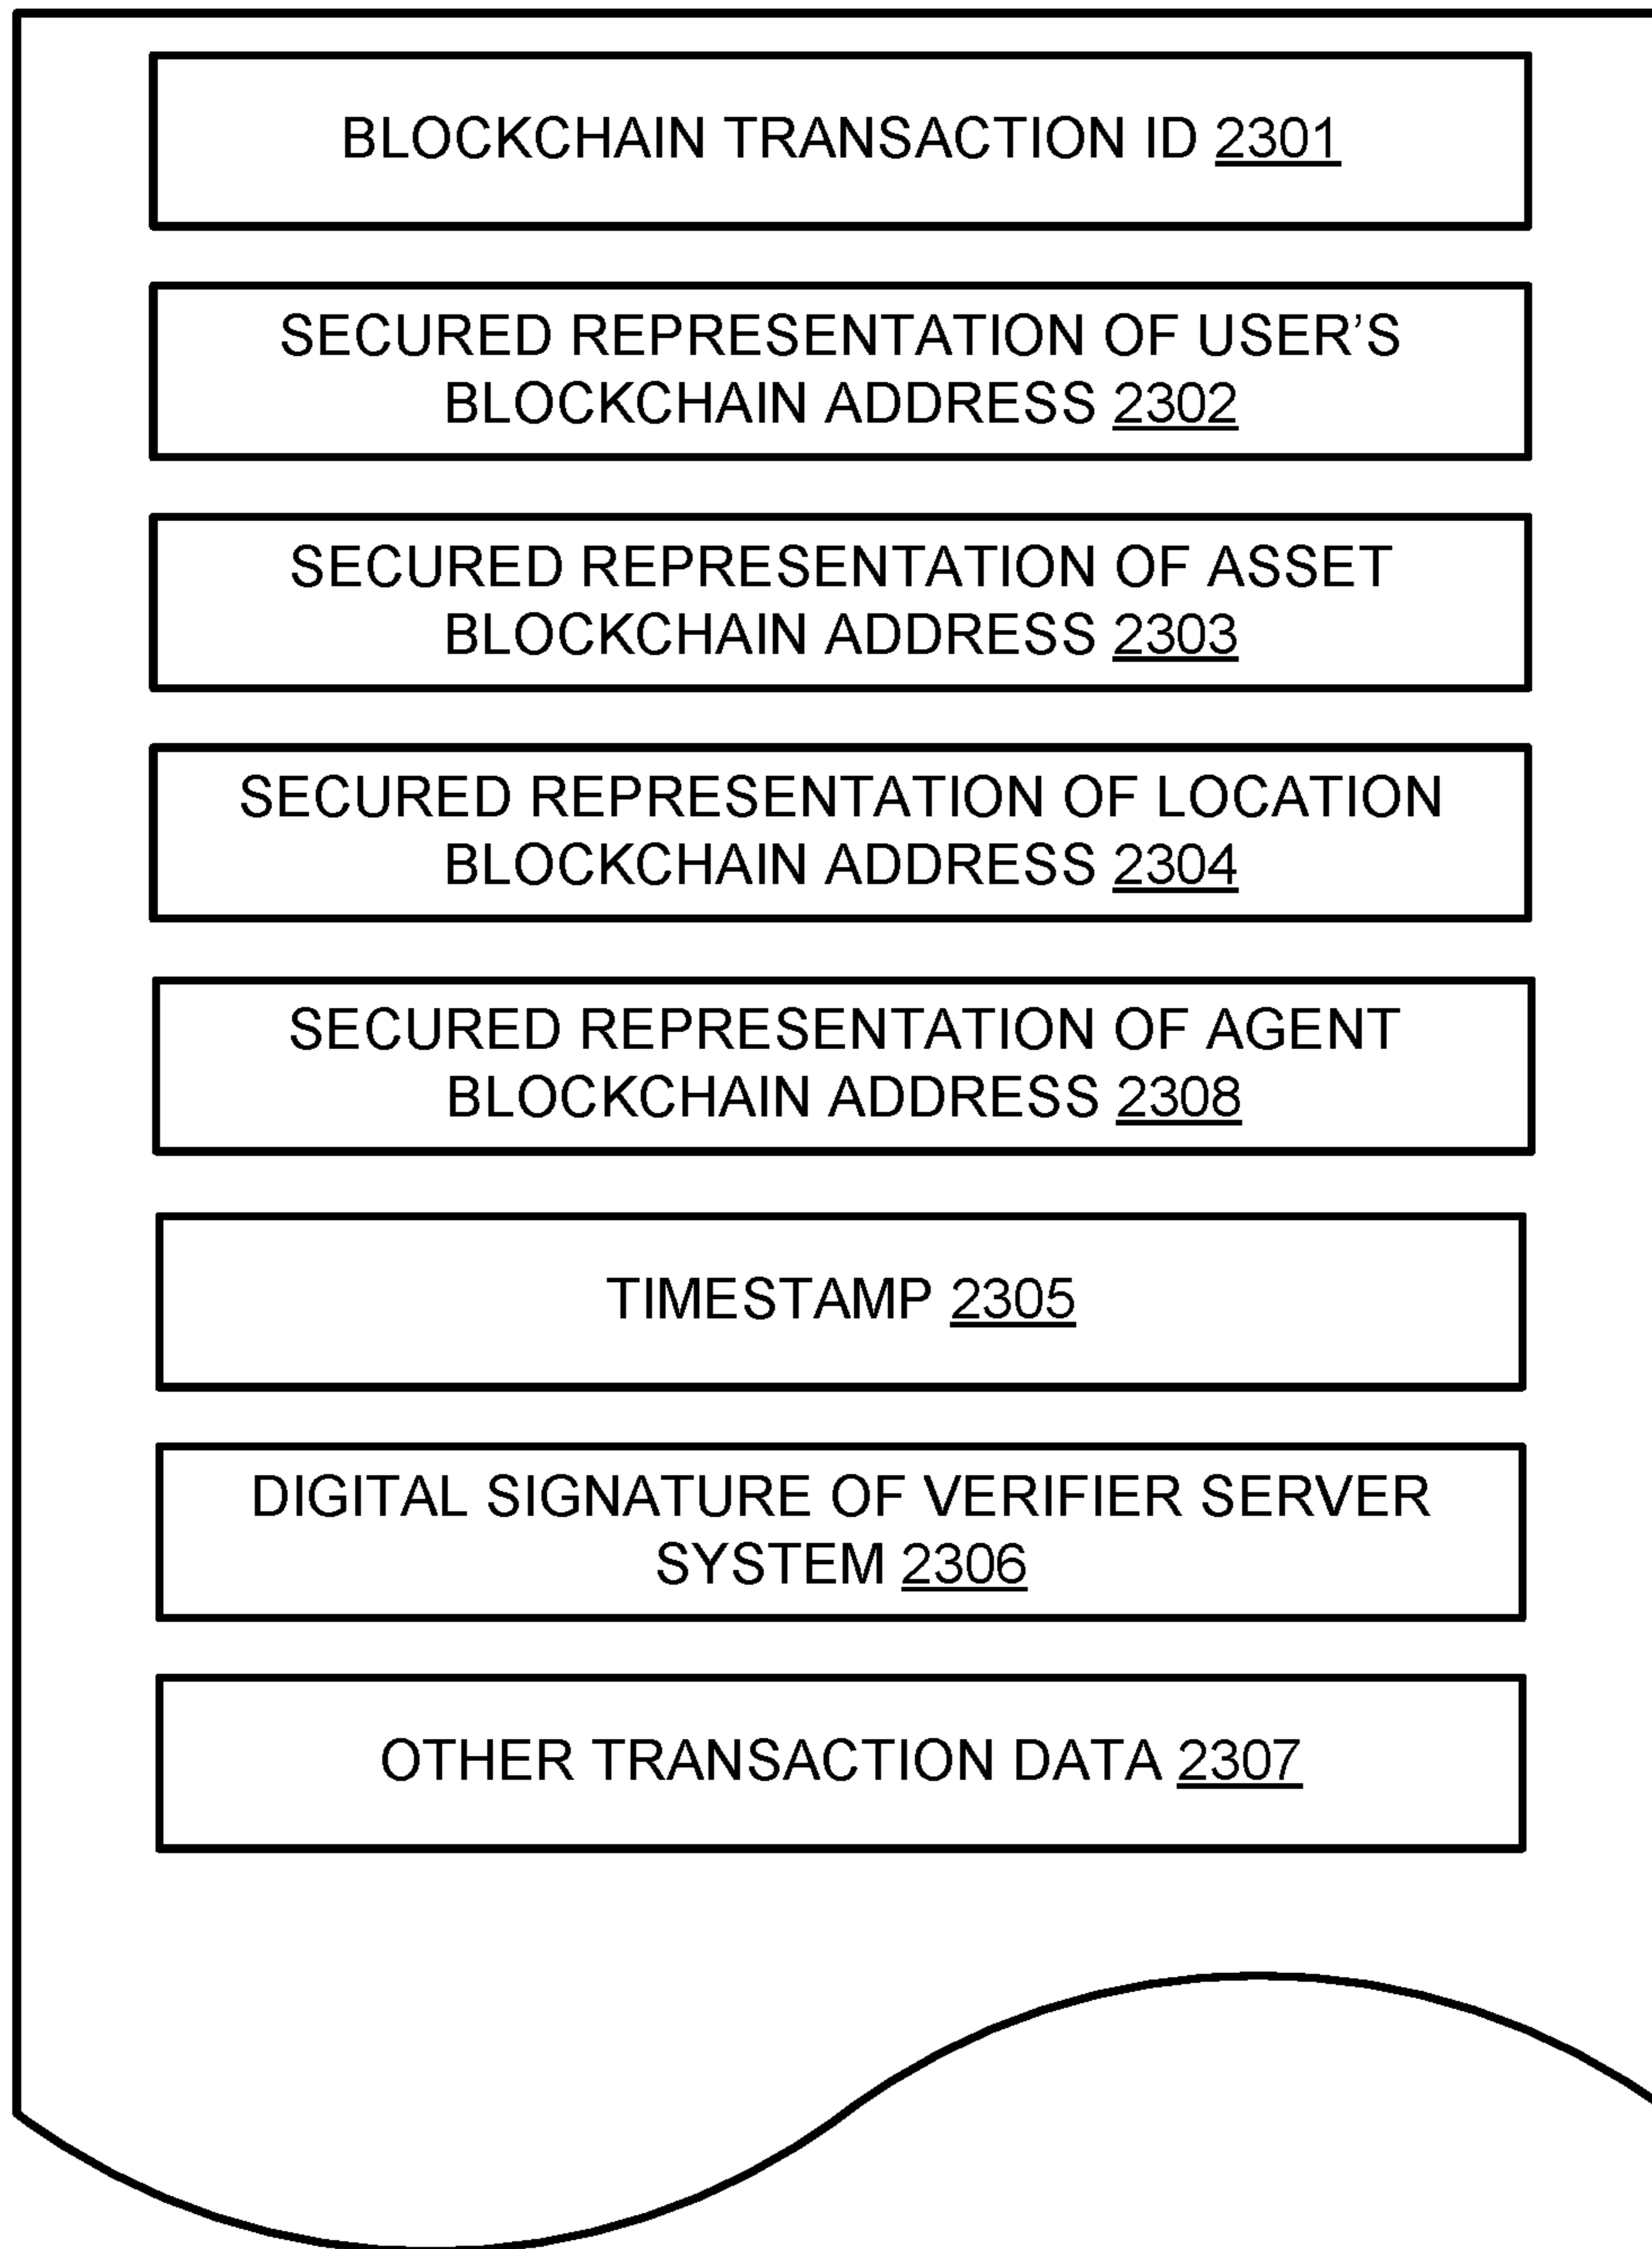 BLOCKCHAIN TRANSACTION ID 2301
SECURED REPRESENTATION OF USER’S
BLOCKCHAIN ADDRESS 2302
SECURED REPRESENTATION OF ASSET
BLOCKCHAIN ADDRESS 2303
SECURED REPRESENTATION OF LOCATION
BLOCKCHAIN ADDRESS 2304
SECURED REPRESENTATION OF AGENT
BLOCKCHAIN ADDRESS 2308
TIMESTAMP 2305
DIGITAL SIGNATURE OF VERIFIER SERVER
SYSTEM 2306
OTHER TRANSACTION DATA 2307